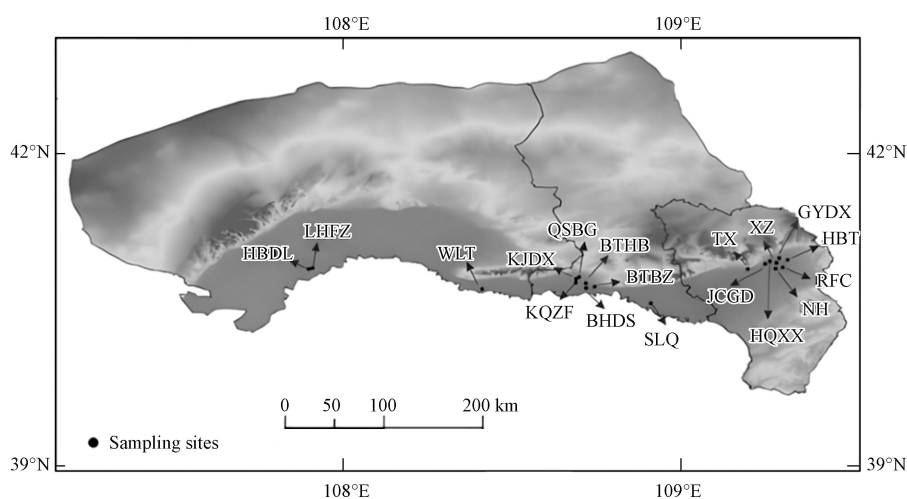 108°E 109°E
42°N 42°N
GYDX
XZ
QSBG HBT
LHFZ BTHB TX
WLT
HBDL KJDX
BTBZ RFC
JCGD
NH
KQZF BHDS
HQXX
SLQ
0 50 100 200 km
Sampling sites
39°N 39°N
108°E 109°E